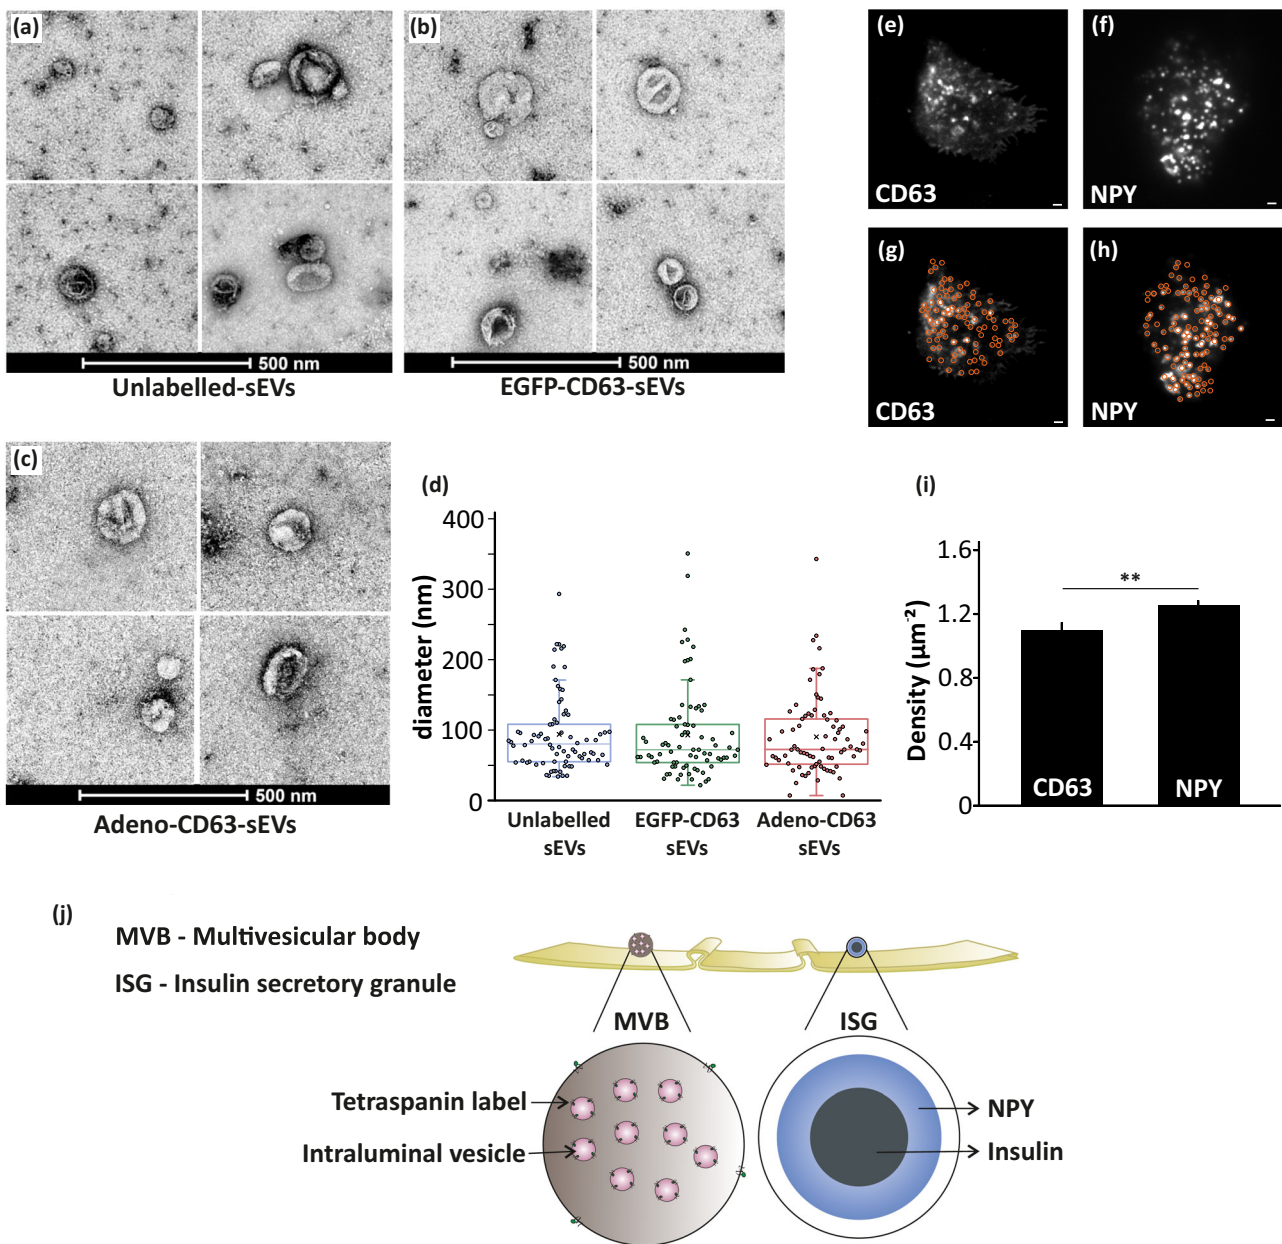 (a)
(b)
500 nm
500 nm
Unlabelled-sEVs
EGFP-CD63-sEVs
(c)
500 nm
Adeno-CD63-sEVs
(d)
400
300
200
100
0
diameter (nm)
Unlabelled
sEVs
EGFP-CD63
sEVs
Adeno-CD63
sEVs
(e)
CD63
(f)
NPY
(g)
CD63
(h)
NPY
(i)
1.6
1.2
0.8
0.4
0
Density (µm⁻²)
**
CD63
NPY
(j)
MVB - Multivesicular body
ISG - Insulin secretory granule
MVB
ISG
Tetraspanin label
Intraluminal vesicle
NPY
Insulin